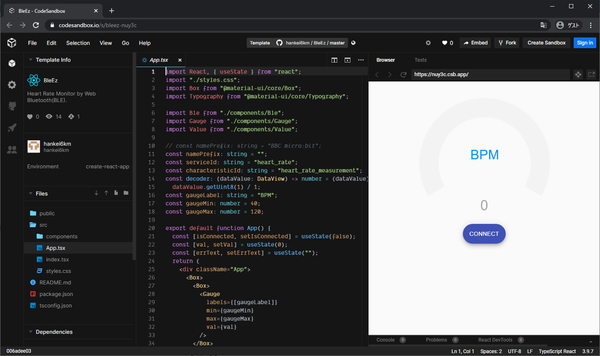 BleEz - CodeSandbox
codesandbox.io/s/bleez-nuy3c
ゲスト
File Edit Selection View Go Help
Template hankei6km / BleEz / master
Embed Fork Create Sandbox Sign in
Template Info
BleEz
Heart Rate Monitor by Web
Bluetooth(BLE).
0 14 1
hankei6km
Environment create-react-app
Files
public
src
components
App.tsx
index.tsx
styles.css
README.md
package.json
tsconfig.json
Dependencies
App.tsx
1 import React, { useState } from "react";
2 import "./styles.css";
3 import Box from "@material-ui/core/Box";
4 import Typography from "@material-ui/core/Typography";
5
6 import Ble from "./components/Ble";
7 import Gauge from "./components/Gauge";
8 import Value from "./components/Value";
9
10 // const namePrefix: string = "BBC micro:bit";
11 const namePrefix: string = "";
12 const serviceId: string = "heart_rate";
13 const characteristicId: string = "heart_rate_measurement";
14 const decoder: (dataView: DataView) => number = (dataView)
15 dataView.getUint8(1) / 1;
16 const gaugeLabel: string = "BPM";
17 const gaugeMin: number = 40;
18 const gaugeMax: number = 120;
19
20 export default function App() {
21 const [isConnected, setIsConnected] = useState(false);
22 const [val, setVal] = useState(0);
23 const [errText, setErrText] = useState("");
24 return (
25 <div className="App">
26 <Box>
27 <Box>
28 <Gauge
29 labels={[gaugeLabel]}
30 min={gaugeMin}
31 max={gaugeMax}
32 val={val}
33 />
34 </Box>
Browser Tests
https://nuy3c.csb.app/
BPM
0
CONNECT
Console 0 Problems 0 React DevTools 0
006adee03
Ln 1, Col 1 Spaces: 2 UTF-8 LF TypeScript React 3.9.7